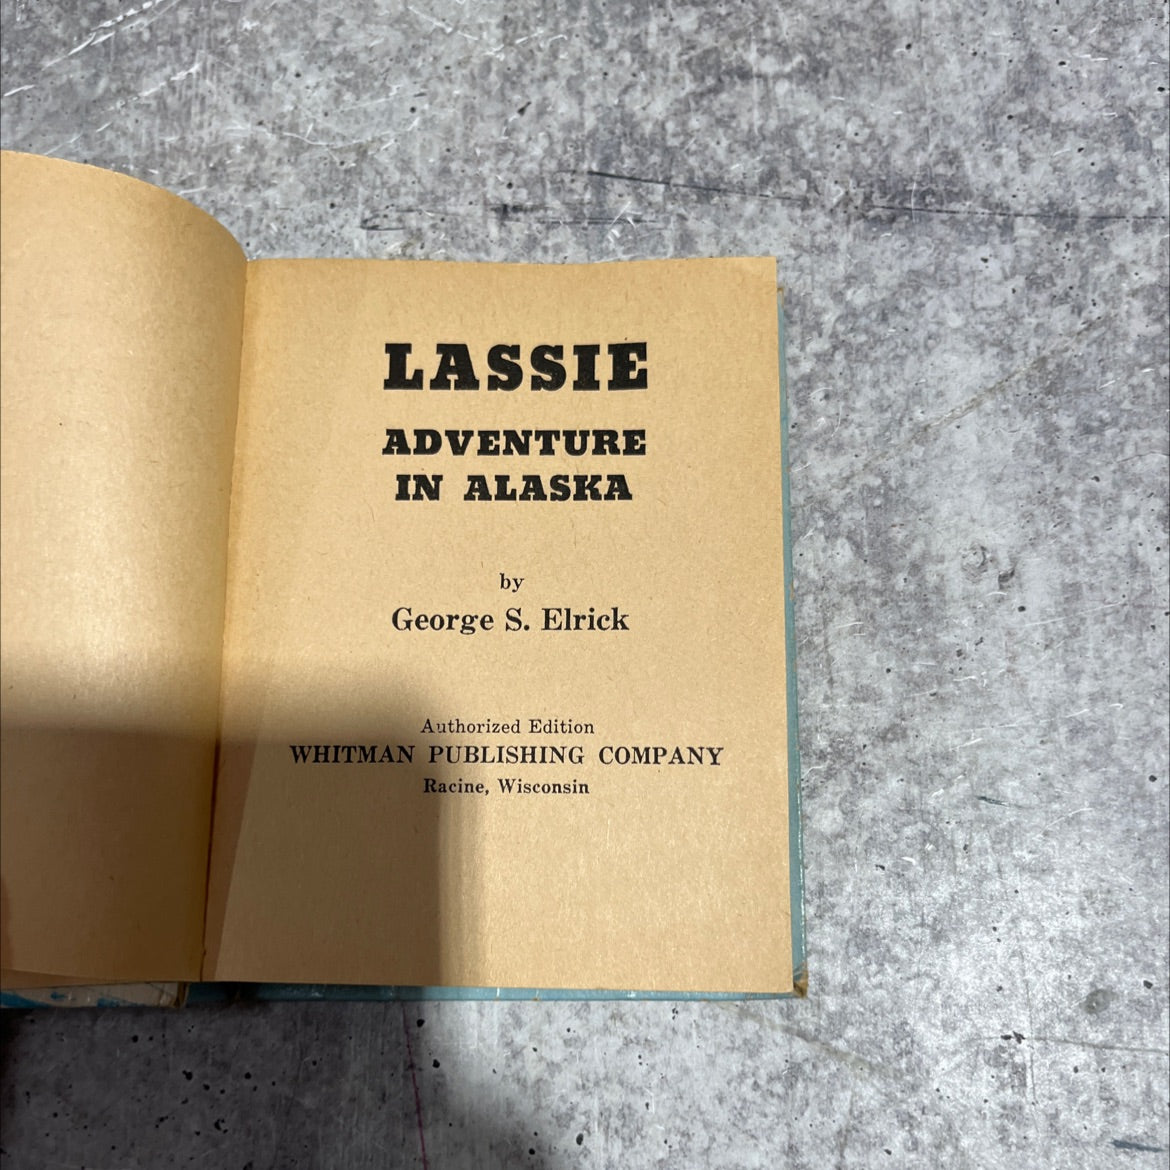 LASSIE
ADVENTURE
IN ALASKA
by
George S. Elrick
Authorized Edition
WHITMAN PUBLISHING COMPANY
Racine, Wisconsin